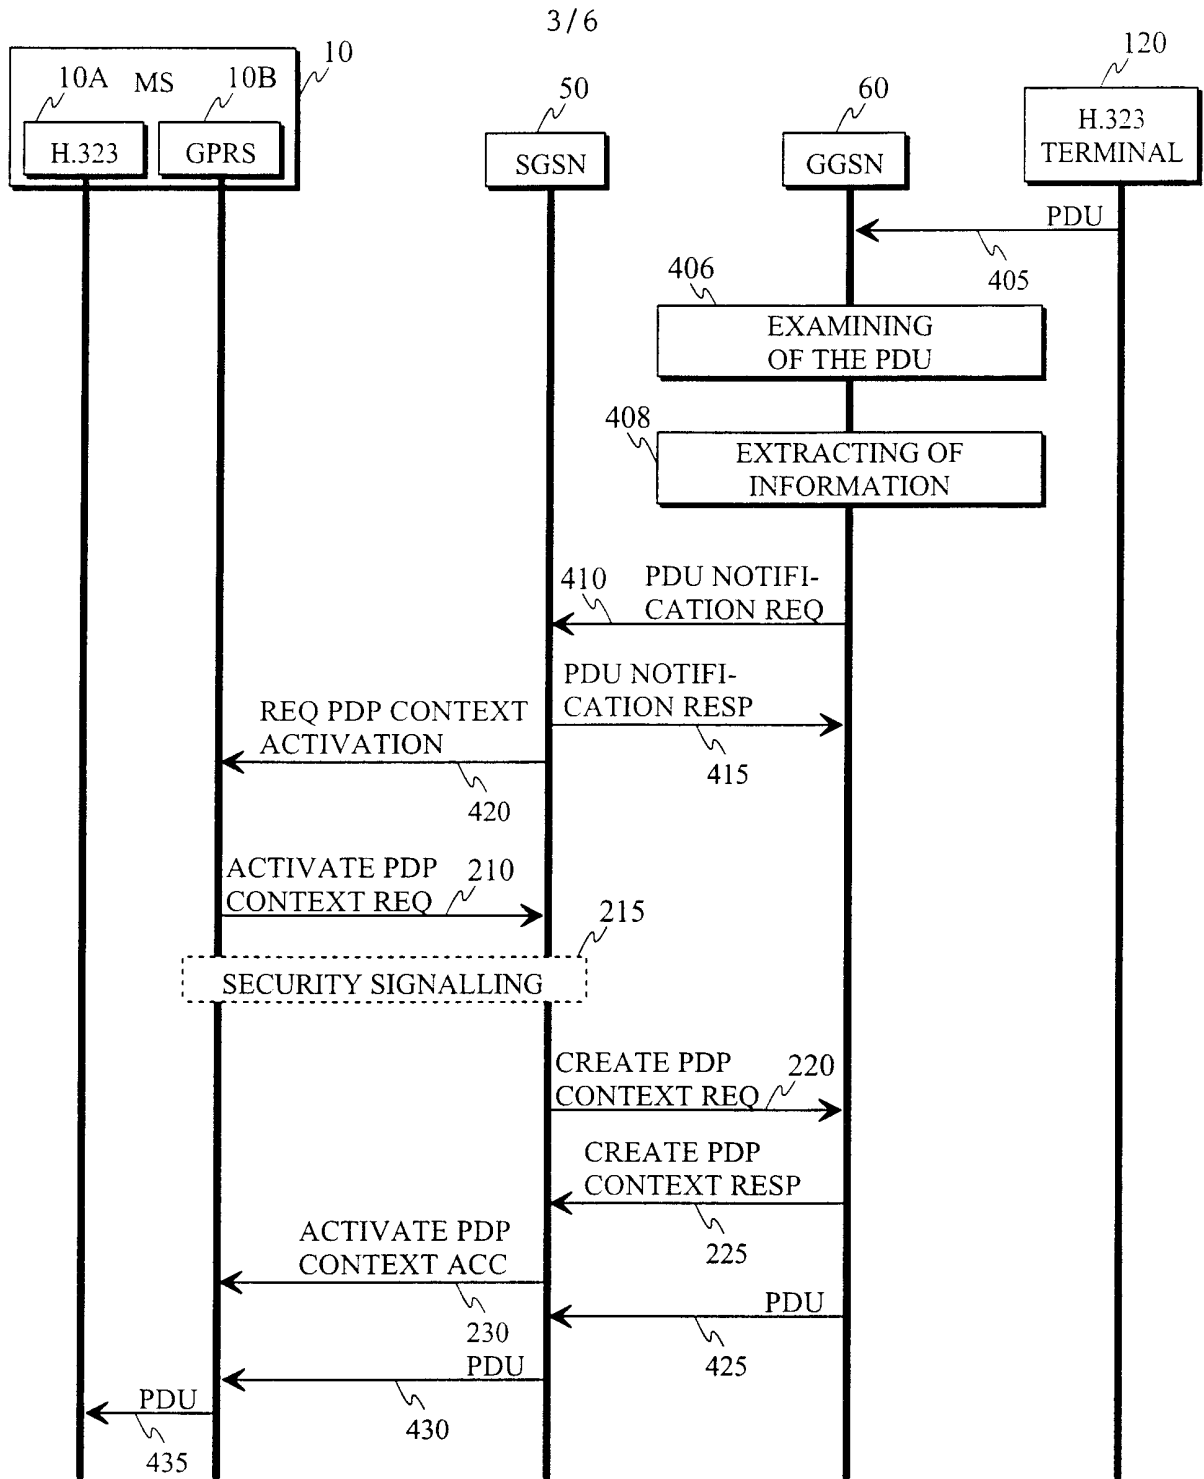 3/6
10
10A MS 10B
H.323
GPRS
50
SGSN
60
GGSN
120
H.323
TERMINAL
PDU
405
406
EXAMINING
OF THE PDU
408
EXTRACTING OF
INFORMATION
410
PDU NOTIFI-
CATION REQ
PDU NOTIFI-
CATION RESP
415
REQ PDP CONTEXT
ACTIVATION
420
ACTIVATE PDP
CONTEXT REQ
210
215
SECURITY SIGNALLING
CREATE PDP
CONTEXT REQ
220
CREATE PDP
CONTEXT RESP
225
ACTIVATE PDP
CONTEXT ACC
230
PDU
425
PDU
430
PDU
435